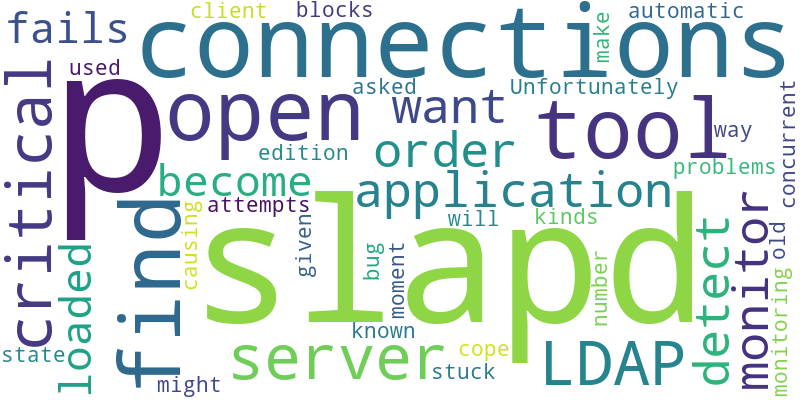 client
blocks
automatic
fails
connections
make
used
asked
Unfortunately
critical
p
open
want
tool
way
concurrent
edition
order
problems
become
application
find
causing
attempts
will
kinds
slapd
given
bug
moment
number
detect
monitor
old
monitoring
loaded
known
state
server
cope
stuck
LDAP
might